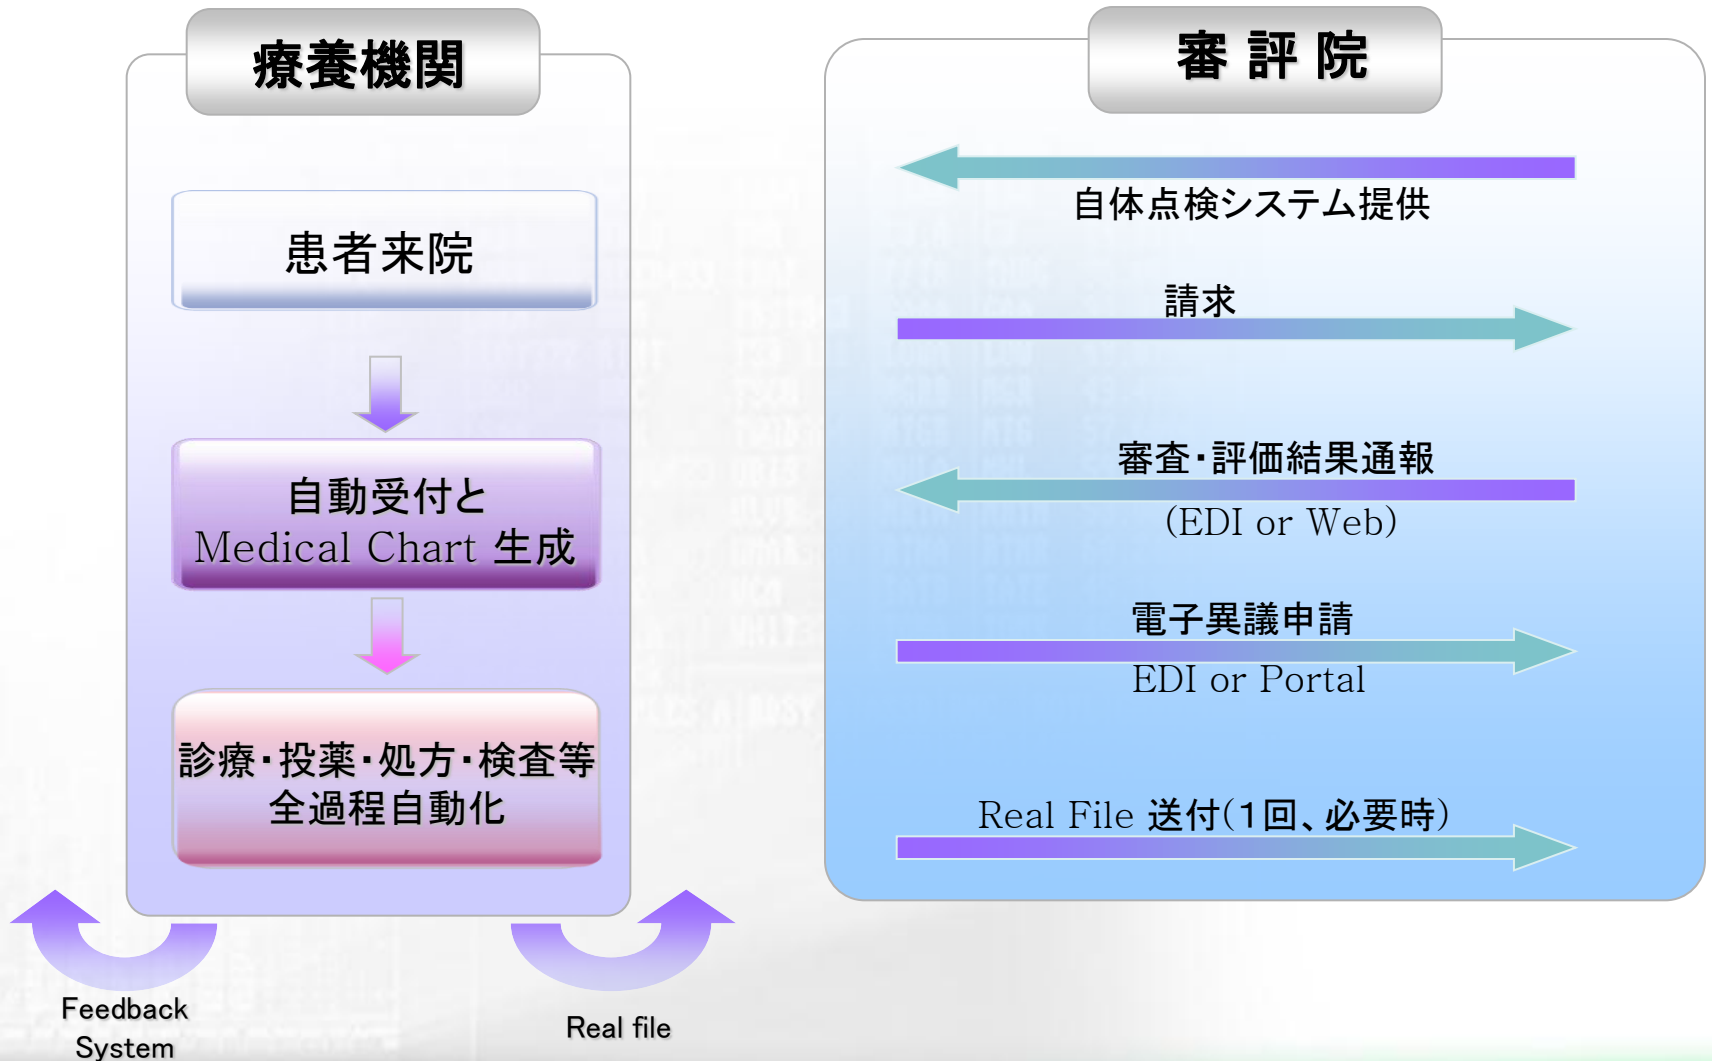 療養機関
患者来院
自動受付と
Medical Chart 生成
診療・投薬・処方・検査等
全過程自動化
Feedback
System
Real file
審 評 院
自体点検システム提供
請求
審査・評価結果通報
(EDI or Web)
電子異議申請
EDI or Portal
Real File 送付(1回、必要時)